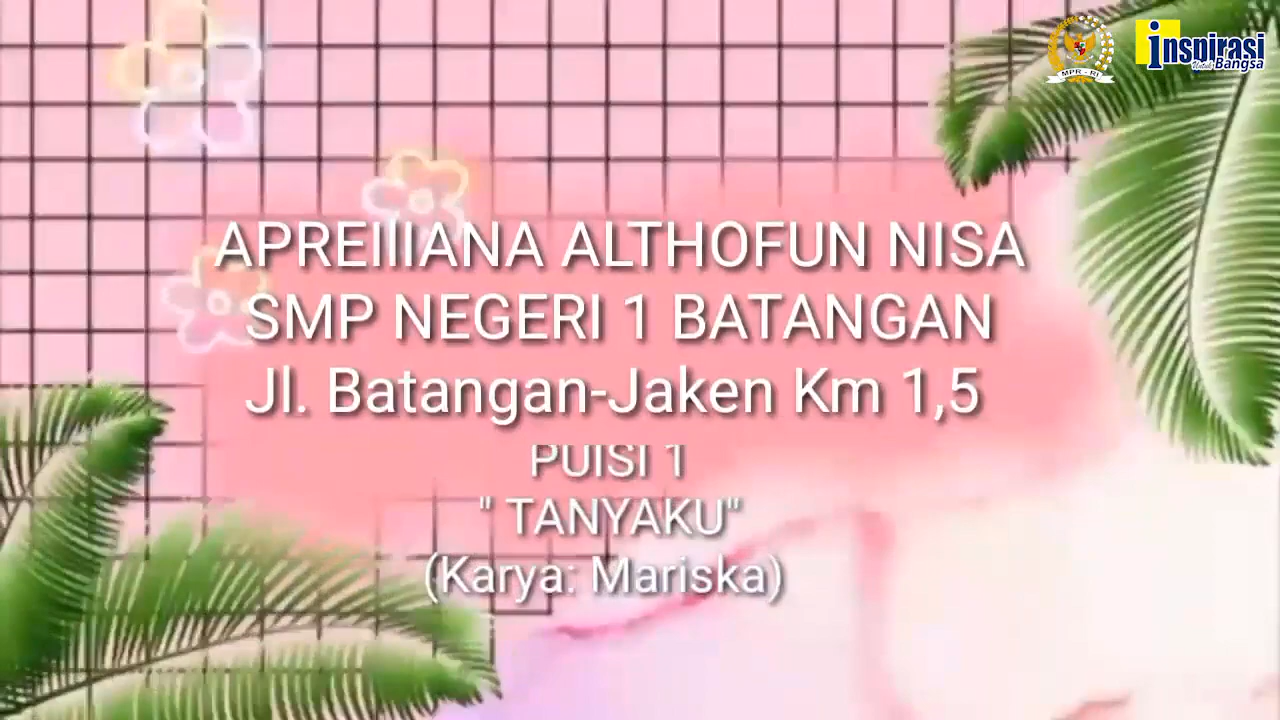 MPR - RI
inspirasi
Untuk Bangsa
APREIIIANA ALTHOFUN NISA
SMP NEGERI 1 BATANGAN
Jl. Batangan-Jaken Km 1,5
PUISI 1
" TANYAKU"
(Karya: Mariska)